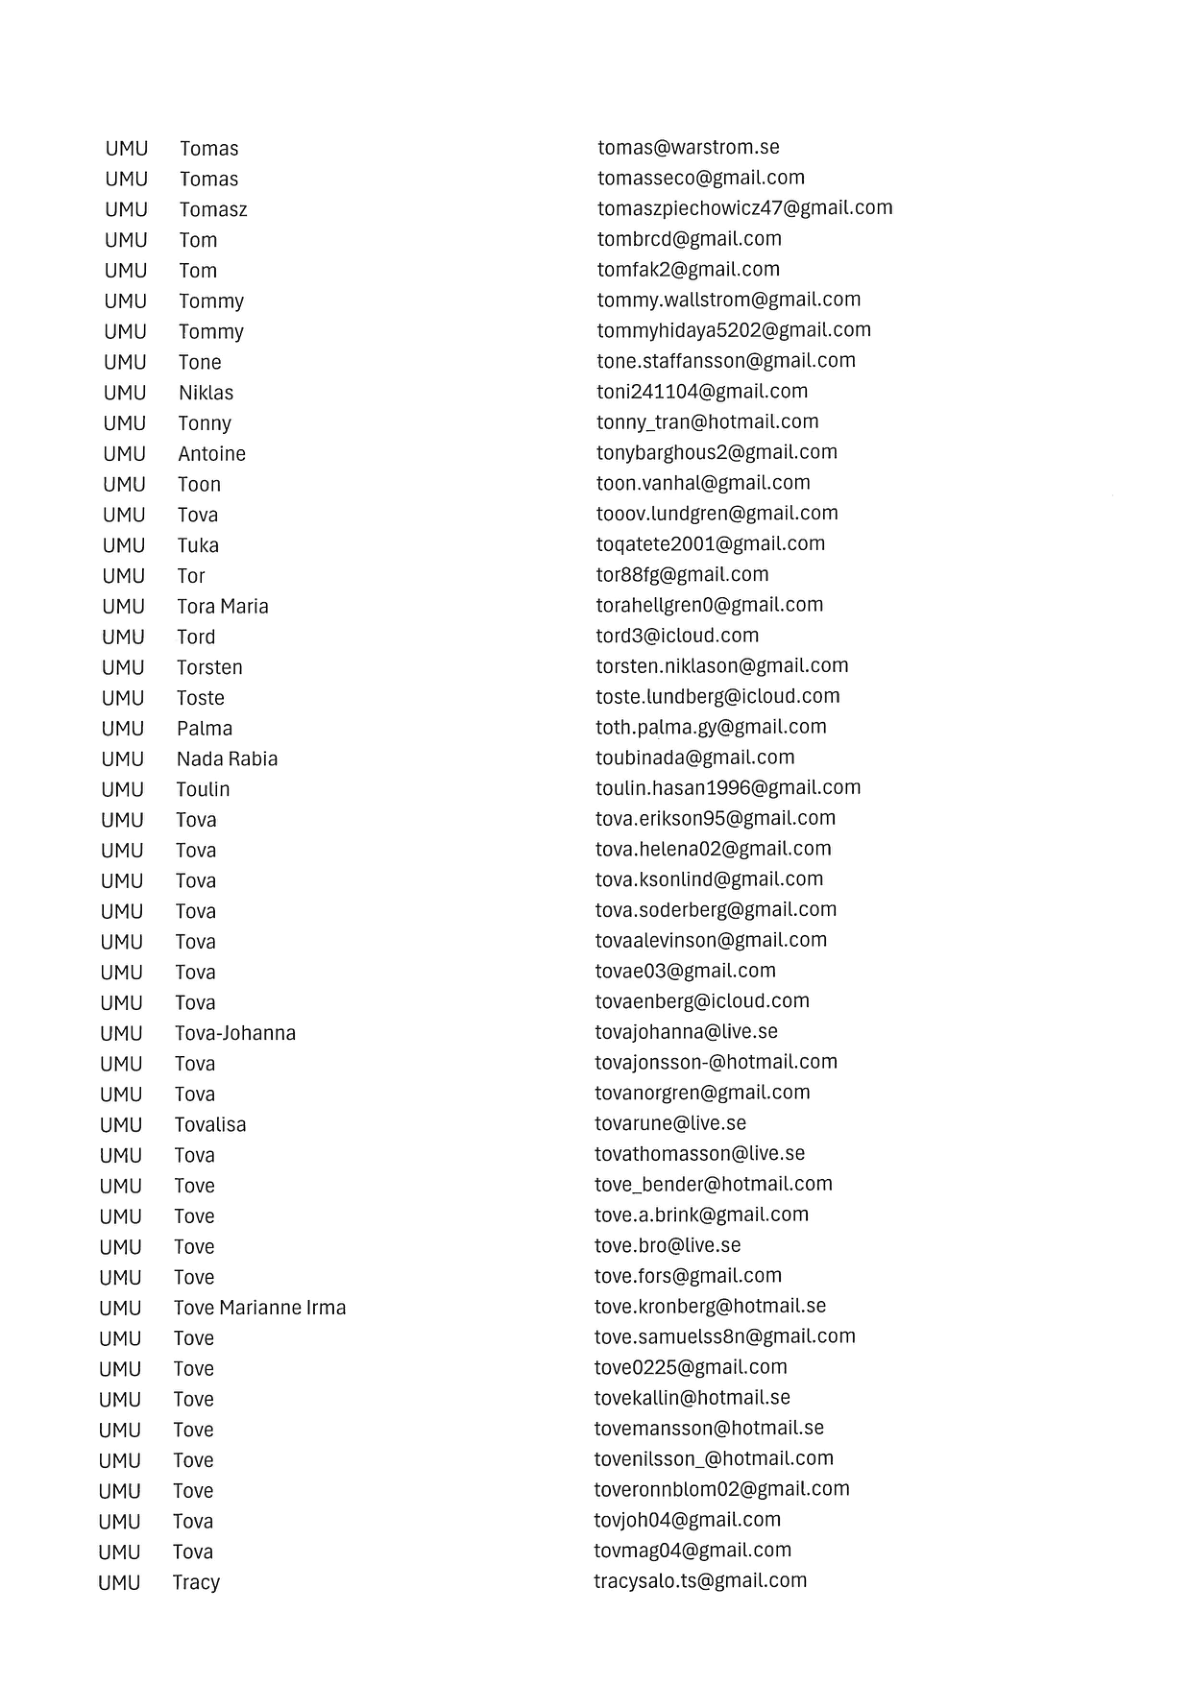 UMU Tomas tomas@warstrom.se
UMU Tomas tomasseco@gmail.com
UMU Tomasz tomaszpiechowicz47@gmail.com
UMU Tom tombrcd@gmail.com
UMU Tom tomfak2@gmail.com
UMU Tommy tommy.wallstrom@gmail.com
UMU Tommy tommyhidaya5202@gmail.com
UMU Tone tone.staffansson@gmail.com
UMU Niklas toni241104@gmail.com
UMU Tonny tonny_tran@hotmail.com
UMU Antoine tonybarghous2@gmail.com
UMU Toon toon.vanhal@gmail.com
UMU Tova tooov.lundgren@gmail.com
UMU Tuka toqatete2001@gmail.com
UMU Tor tor88fg@gmail.com
UMU Tora Maria torahellgren0@gmail.com
UMU Tord tord3@icloud.com
UMU Torsten torsten.niklason@gmail.com
UMU Toste toste.lundberg@icloud.com
UMU Palma toth.palma.gy@gmail.com
UMU Nada Rabia toubinada@gmail.com
UMU Toulin toulin.hasan1996@gmail.com
UMU Tova tova.erikson95@gmail.com
UMU Tova tova.helena02@gmail.com
UMU Tova tova.ksonlind@gmail.com
UMU Tova tova.soderberg@gmail.com
UMU Tova tovaalevinson@gmail.com
UMU Tova tovae03@gmail.com
UMU Tova tovaenberg@icloud.com
UMU Tova-Johanna tovajohanna@live.se
UMU Tova tovajonsson-@hotmail.com
UMU Tova tovanorgren@gmail.com
UMU Tovalisa tovarune@live.se
UMU Tova tovathomasson@live.se
UMU Tove tove_bender@hotmail.com
UMU Tove tove.a.brink@gmail.com
UMU Tove tove.bro@live.se
UMU Tove tove.fors@gmail.com
UMU Tove Marianne Irma tove.kronberg@hotmail.se
UMU Tove tove.samuelss8n@gmail.com
UMU Tove tove0225@gmail.com
UMU Tove tovekallin@hotmail.se
UMU Tove tovemansson@hotmail.se
UMU Tove tovenilsson_@hotmail.com
UMU Tove toveronnblom02@gmail.com
UMU Tova tovjoh04@gmail.com
UMU Tova tovmag04@gmail.com
UMU Tracy tracysalo.ts@gmail.com